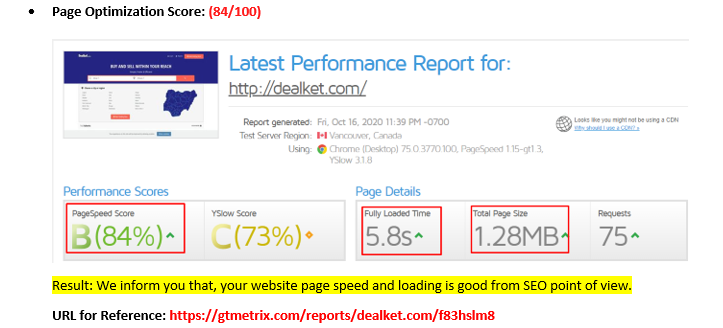 • Page Optimization Score: (84/100)
BUY AND SELL WITHIN YOUR REACH
Latest Performance Report for:
http://dealket.com/
Report generated: Fri, Oct 16, 2020 11:39 PM -0700
Test Server Region: Vancouver, Canada
Using: Chrome (Desktop) 75.0.3770.100, PageSpeed 1.15-gt1.3,
YSlow 3.1.8
Looks like you might not be using a CDN
Why should I use a CDN? »
Performance Scores
Page Details
PageSpeed Score
YSlow Score
Fully Loaded Time
Total Page Size
Requests
B(84%)
C(73%)
5.8s
1.28MB
75
Result: We inform you that, your website page speed and loading is good from SEO point of view.
URL for Reference: https://gtmetrix.com/reports/dealket.com/f83hslm8